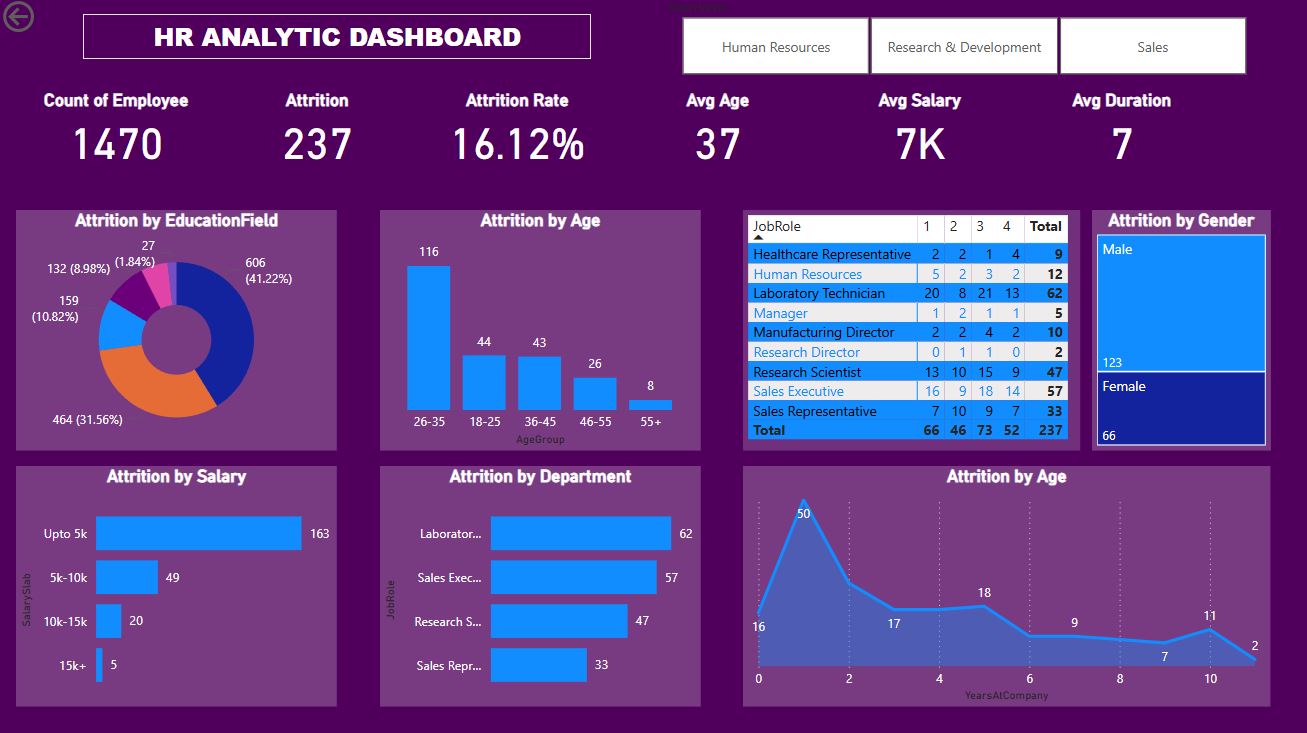 HR ANALYTIC DASHBOARD
Human Resources
Research & Development
Sales
Count of Employee
1470
Attrition
237
Attrition Rate
16.12%
Avg Age
37
Avg Salary
7K
Avg Duration
7
Attrition by EducationField
27
(1.84%)
606
(41.22%)
132 (8.98%)
159
(10.82%)
464 (31.56%)
Attrition by Age
116
44
43
26
8
26-35 18-25 36-45 46-55 55+
AgeGroup
JobRole 1 2 3 4 Total
Healthcare Representative 2 2 1 4 9
Human Resources 5 2 3 2 12
Laboratory Technician 20 8 21 13 62
Manager 1 2 1 1 5
Manufacturing Director 2 2 4 2 10
Research Director 0 1 1 0 2
Research Scientist 13 10 15 9 47
Sales Executive 16 9 18 14 57
Sales Representative 7 10 9 7 33
Total 66 46 73 52 237
Attrition by Gender
Male
123
Female
66
Attrition by Salary
SalarySlab
Upto 5k 163
5k-10k 49
10k-15k 20
15k+ 5
Attrition by Department
JobRole
Laborator... 62
Sales Exec... 57
Research S... 47
Sales Repr... 33
Attrition by Age
50
16
17
18
9
7
11
2
0 2 4 6 8 10
YearsAtCompany